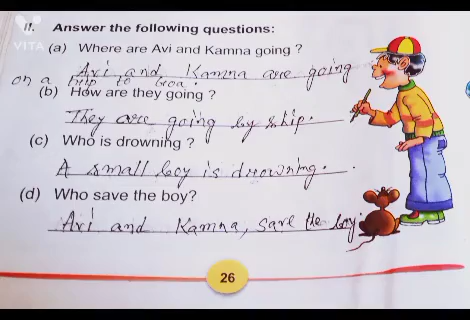 II. Answer the following questions:
VITA
(a) Where are Avi and Kamna going ?
Avi and Kamna are going
on a trip to Goa.
(b) How are they going ?
They are going by ship.
(c) Who is drowning ?
A small boy is drowning.
(d) Who save the boy?
Avi and Kamna, save the boy.
26